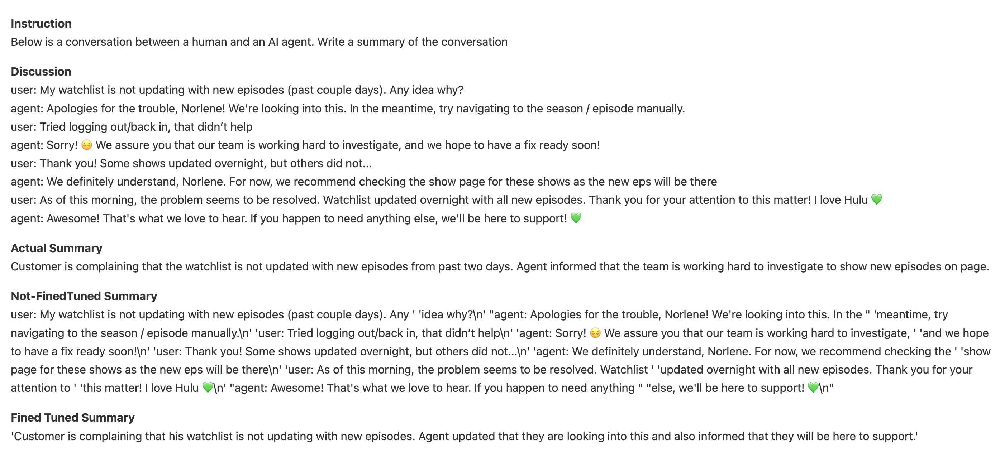 Instruction
Below is a conversation between a human and an AI agent. Write a summary of the conversation
Discussion
user: My watchlist is not updating with new episodes (past couple days). Any idea why?
agent: Apologies for the trouble, Norlene! We're looking into this. In the meantime, try navigating to the season / episode manually.
user: Tried logging out/back in, that didn’t help
agent: Sorry! 😔 We assure you that our team is working hard to investigate, and we hope to have a fix ready soon!
user: Thank you! Some shows updated overnight, but others did not...
agent: We definitely understand, Norlene. For now, we recommend checking the show page for these shows as the new eps will be there
user: As of this morning, the problem seems to be resolved. Watchlist updated overnight with all new episodes. Thank you for your attention to this matter! I love Hulu 💚
agent: Awesome! That's what we love to hear. If you happen to need anything else, we'll be here to support! 💚
Actual Summary
Customer is complaining that the watchlist is not updated with new episodes from past two days. Agent informed that the team is working hard to investigate to show new episodes on page.
Not-FinedTuned Summary
user: My watchlist is not updating with new episodes (past couple days). Any ' 'idea why?\n' "agent: Apologies for the trouble, Norlene! We're looking into this. In the " 'meantime, try
navigating to the season / episode manually.\n' 'user: Tried logging out/back in, that didn’t help\n' 'agent: Sorry! 😔 We assure you that our team is working hard to investigate, ' 'and we hope
to have a fix ready soon!\n' 'user: Thank you! Some shows updated overnight, but others did not...\n' 'agent: We definitely understand, Norlene. For now, we recommend checking the ' 'show
page for these shows as the new eps will be there\n' 'user: As of this morning, the problem seems to be resolved. Watchlist ' 'updated overnight with all new episodes. Thank you for your
attention to ' 'this matter! I love Hulu 💚\n' "agent: Awesome! That's what we love to hear. If you happen to need anything " "else, we'll be here to support! 💚\n"
Fined Tuned Summary
'Customer is complaining that his watchlist is not updating with new episodes. Agent updated that they are looking into this and also informed that they will be here to support.'